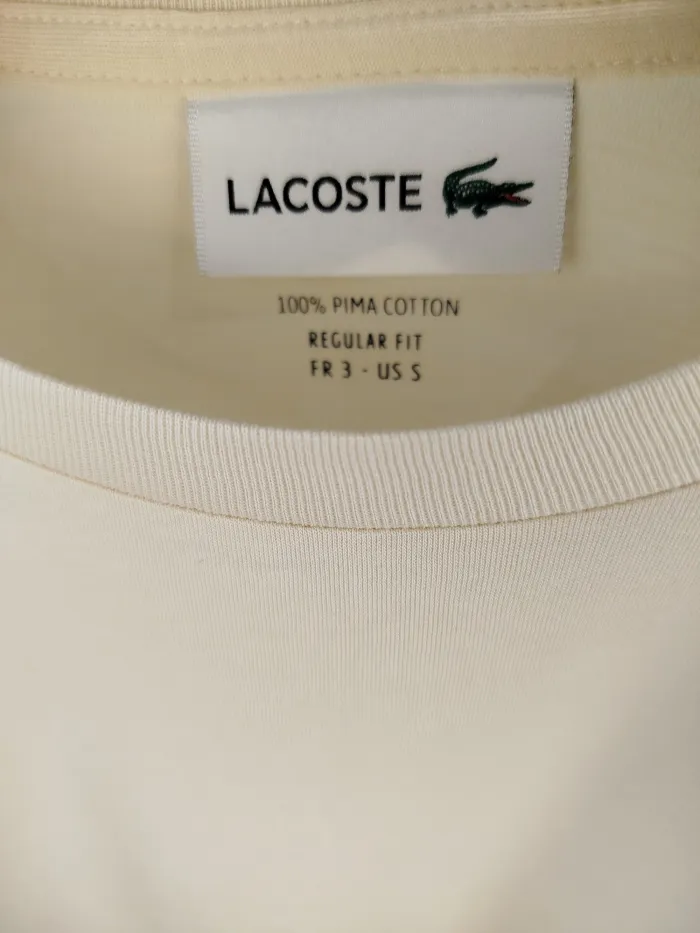 LACOSTE
100% PIMA COTTON
REGULAR FIT
FR 3 - US S